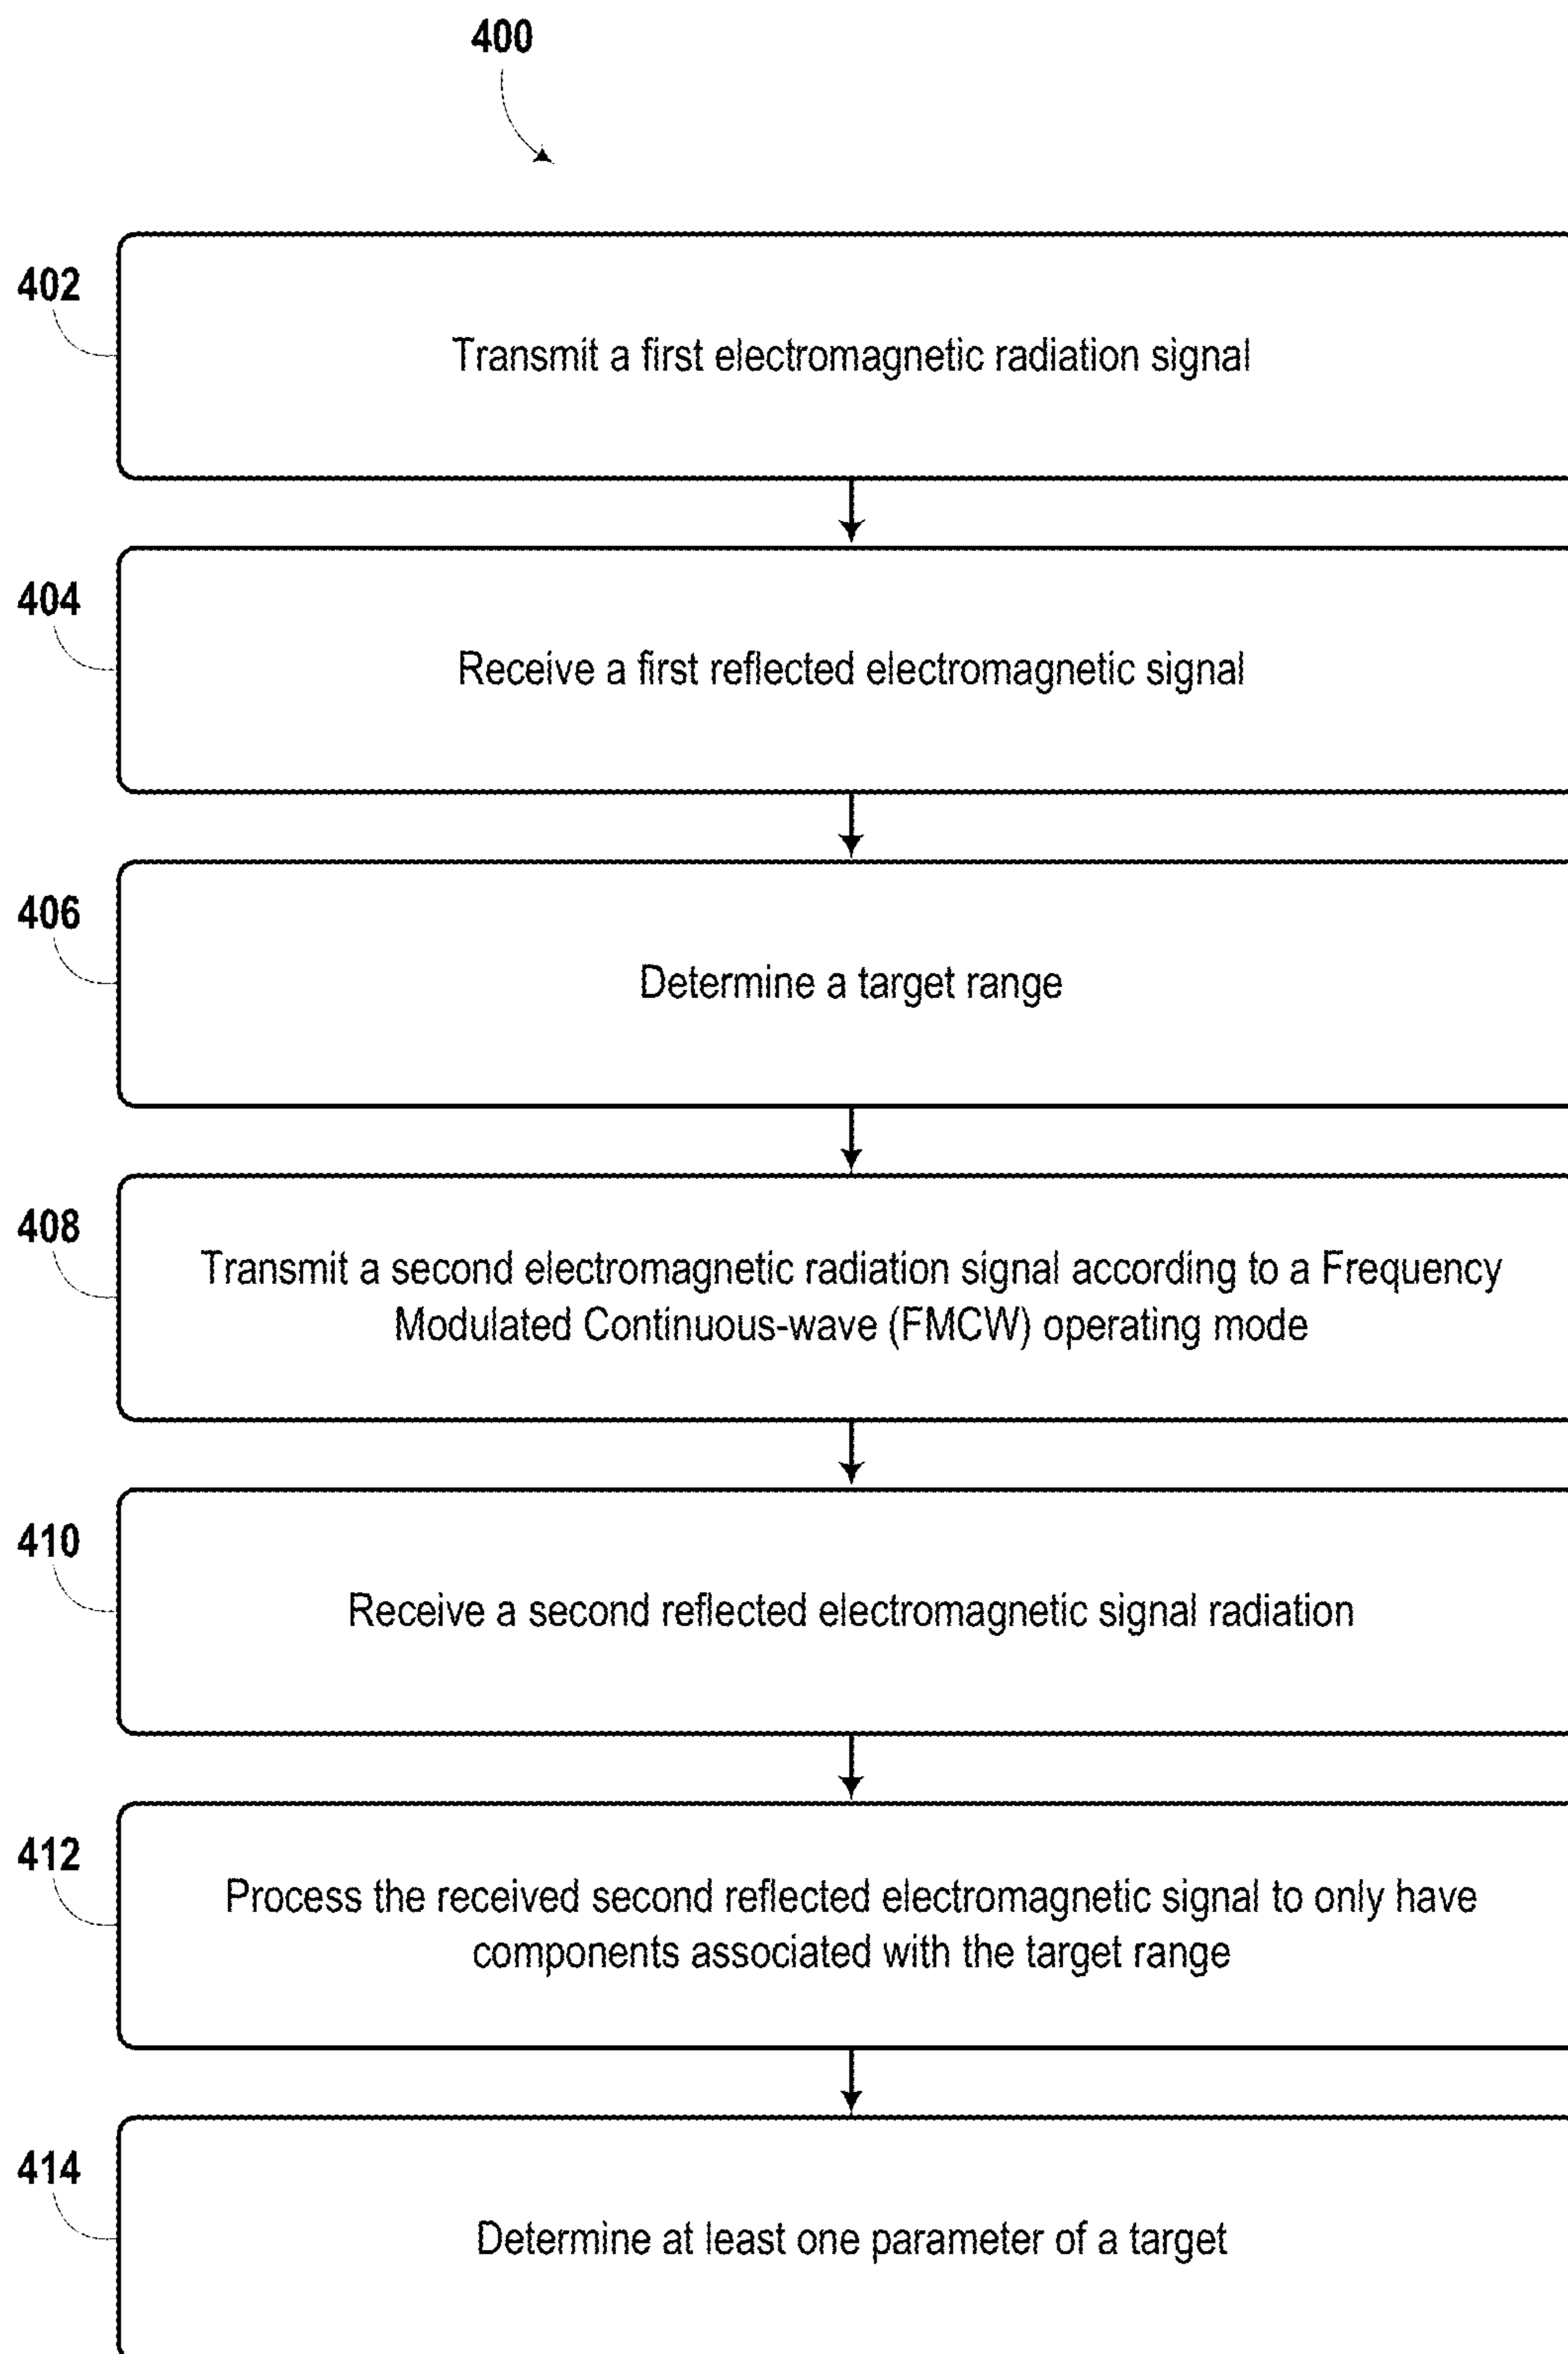 400
402
Transmit a first electromagnetic radiation signal
404
Receive a first reflected electromagnetic signal
406
Determine a target range
408
Transmit a second electromagnetic radiation signal according to a Frequency
Modulated Continuous-wave (FMCW) operating mode
410
Receive a second reflected electromagnetic signal radiation
412
Process the received second reflected electromagnetic signal to only have
components associated with the target range
414
Determine at least one parameter of a target